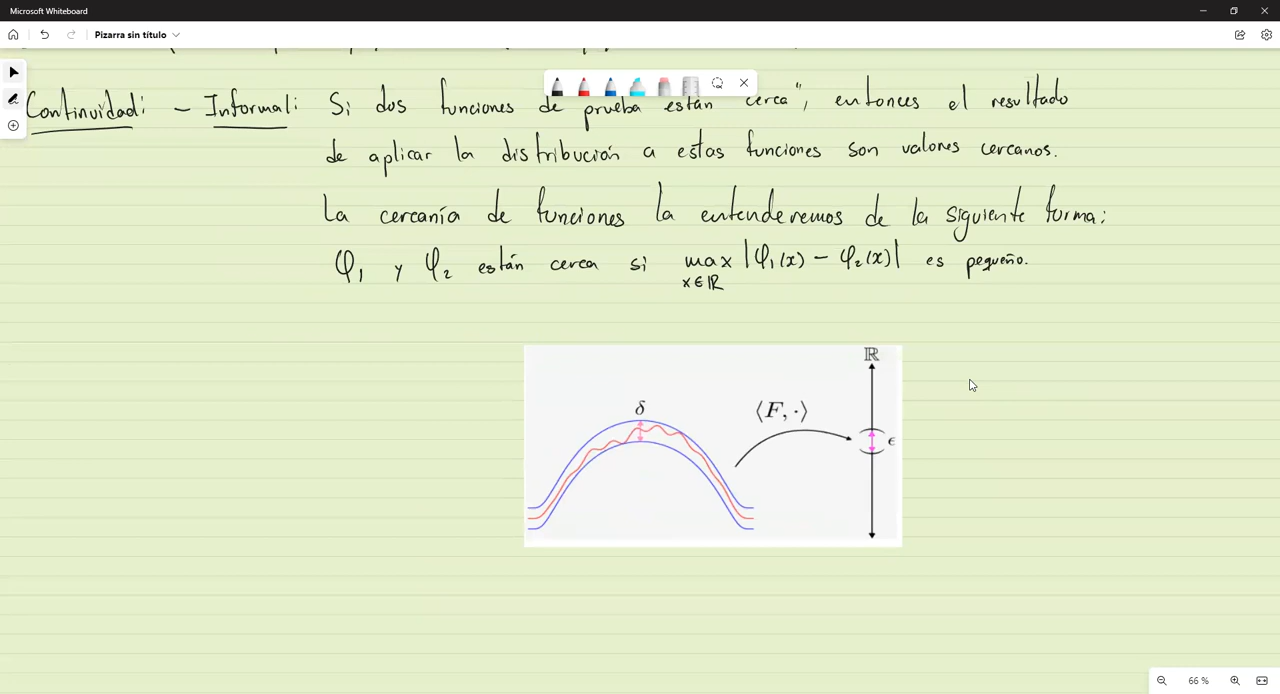 Microsoft Whiteboard
Pizarra sin título
Continuidad: - Informal: Si dos funciones de prueba están cerca", entonces el resultado
de aplicar la distribución a estas funciones son valores cercanos.
La cercanía de funciones la entenderemos de la siguiente forma:
φ₁ y φ₂ están cerca si max |φ₁(x) - φ₂(x)| es pequeño.
x∈ℝ
ℝ
δ
⟨F, ·⟩
ϵ
66 %